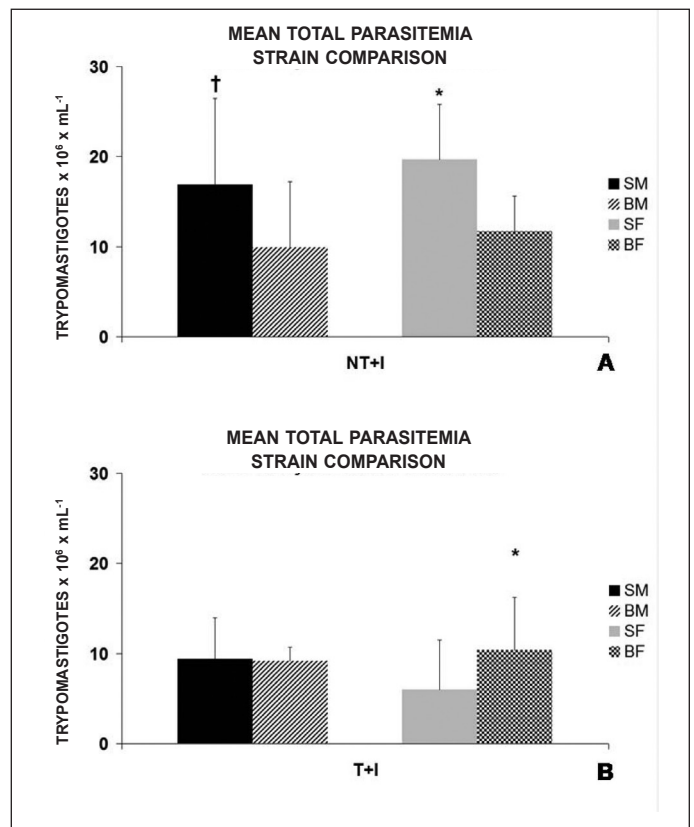 MEAN TOTAL PARASITEMIA
STRAIN COMPARISON
TRYPOMASTIGOTES x 10⁶ x mL⁻¹
30
20
10
0
†
*
SM
BM
SF
BF
NT+I
A
MEAN TOTAL PARASITEMIA
STRAIN COMPARISON
TRYPOMASTIGOTES x 10⁶ x mL⁻¹
30
20
10
0
*
SM
BM
SF
BF
T+I
B